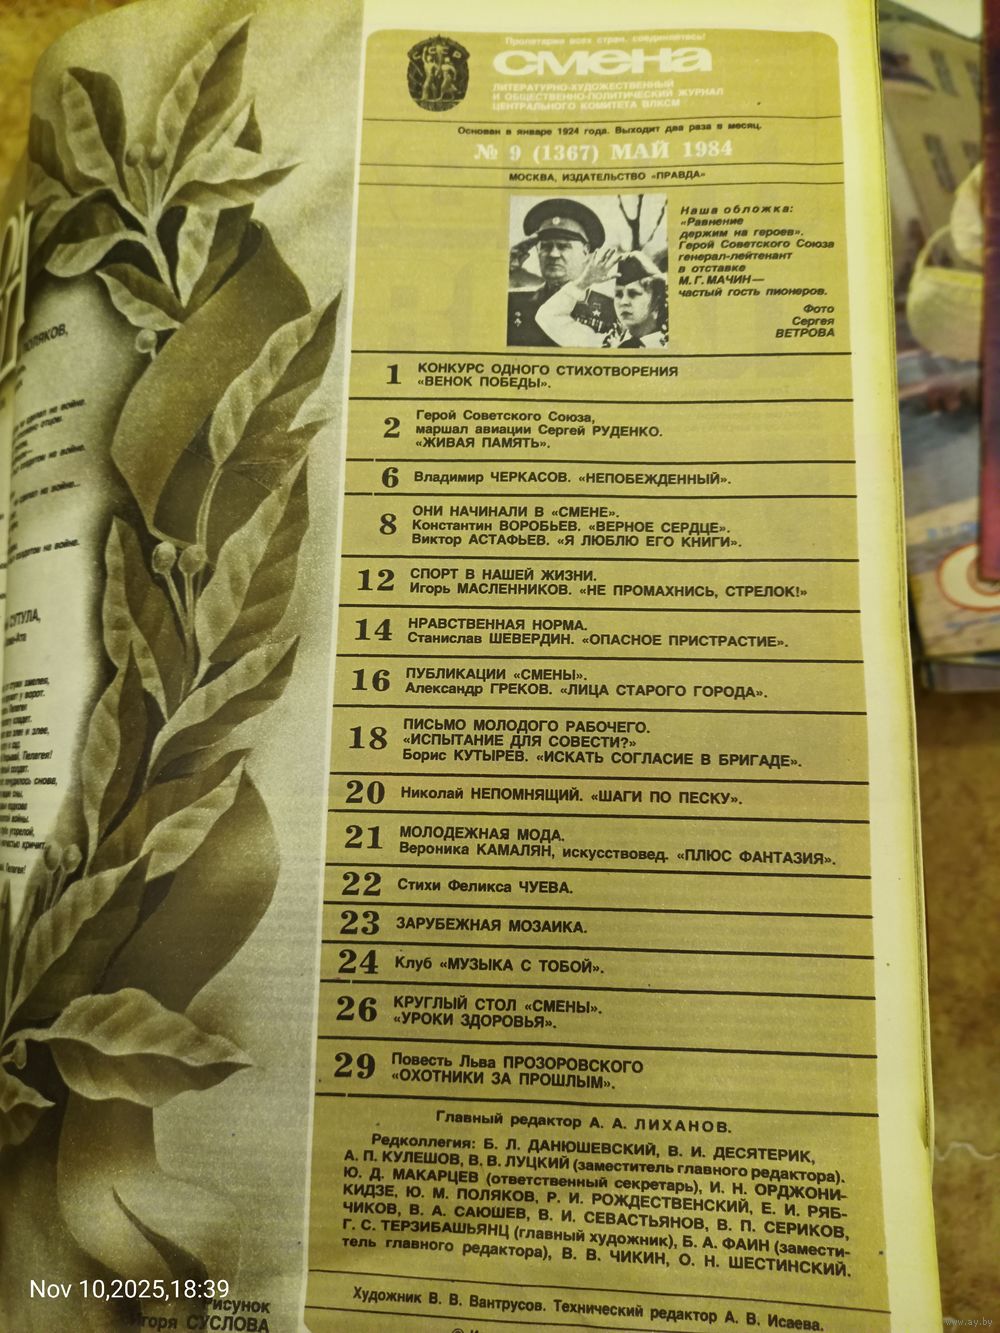 Пролетарии всех стран, соединяйтесь!
СССР
смена
ЛИТЕРАТУРНО-ХУДОЖЕСТВЕННЫЙ
И ОБЩЕСТВЕННО-ПОЛИТИЧЕСКИЙ ЖУРНАЛ
ЦЕНТРАЛЬНОГО КОМИТЕТА ВЛКСМ
Основан в январе 1924 года. Выходит два раза в месяц.
№ 9 (1367) МАЙ 1984
МОСКВА, ИЗДАТЕЛЬСТВО «ПРАВДА»
Наша обложка:
«Равнение
держим на героев».
Герой Советского Союза
генерал-лейтенант
в отставке
М. Г. МАЧИН—
частый гость пионеров.
Фото
Сергея
ВЕТРОВА
1 КОНКУРС ОДНОГО СТИХОТВОРЕНИЯ
«ВЕНОК ПОБЕДЫ».
2 Герой Советского Союза,
маршал авиации Сергей РУДЕНКО.
«ЖИВАЯ ПАМЯТЬ».
6 Владимир ЧЕРКАСОВ. «НЕПОБЕЖДЕННЫЙ».
8 ОНИ НАЧИНАЛИ В «СМЕНЕ».
Константин ВОРОБЬЕВ. «ВЕРНОЕ СЕРДЦЕ».
Виктор АСТАФЬЕВ. «Я ЛЮБЛЮ ЕГО КНИГИ».
12 СПОРТ В НАШЕЙ ЖИЗНИ.
Игорь МАСЛЕННИКОВ. «НЕ ПРОМАХНИСЬ, СТРЕЛОК!»
14 НРАВСТВЕННАЯ НОРМА.
Станислав ШЕВЕРДИН. «ОПАСНОЕ ПРИСТРАСТИЕ».
16 ПУБЛИКАЦИИ «СМЕНЫ».
Александр ГРЕКОВ. «ЛИЦА СТАРОГО ГОРОДА».
18 ПИСЬМО МОЛОДОГО РАБОЧЕГО.
«ИСПЫТАНИЕ ДЛЯ СОВЕСТИ?»
Борис КУТЫРЕВ. «ИСКАТЬ СОГЛАСИЕ В БРИГАДЕ».
20 Николай НЕПОМНЯЩИЙ. «ШАГИ ПО ПЕСКУ».
21 МОЛОДЕЖНАЯ МОДА.
Вероника КАМАЛЯН, искусствовед. «ПЛЮС ФАНТАЗИЯ».
22 Стихи Феликса ЧУЕВА.
23 ЗАРУБЕЖНАЯ МОЗАИКА.
24 Клуб «МУЗЫКА С ТОБОЙ».
26 КРУГЛЫЙ СТОЛ «СМЕНЫ».
«УРОКИ ЗДОРОВЬЯ».
29 Повесть Льва ПРОЗОРОВСКОГО
«ОХОТНИКИ ЗА ПРОШЛЫМ».
Главный редактор А. А. ЛИХАНОВ.
Редколлегия: Б. Л. ДАНЮШЕВСКИЙ, В. И. ДЕСЯТЕРИК,
А. П. КУЛЕШОВ, В. В. ЛУЦКИЙ (заместитель главного редактора).
Ю. Д. МАКАРЦЕВ (ответственный секретарь), И. Н. ОРДЖОНИ-
КИДЗЕ, Ю. М. ПОЛЯКОВ, Р. И. РОЖДЕСТВЕНСКИЙ, Е. И. РЯБ-
ЧИКОВ, В. А. САЮШЕВ, В. И. СЕВАСТЬЯНОВ, В. П. СЕРИКОВ,
Г. С. ТЕРЗИБАШЬЯНЦ (главный художник), Б. А. ФАИН (замести-
тель главного редактора), В. В. ЧИКИН, О. Н. ШЕСТИНСКИЙ.
Художник В. В. Вантрусов. Технический редактор А. В. Исаева.
Рисунок
Игоря СУСЛОВА
Nov 10,2025,18:39
www.ay.by